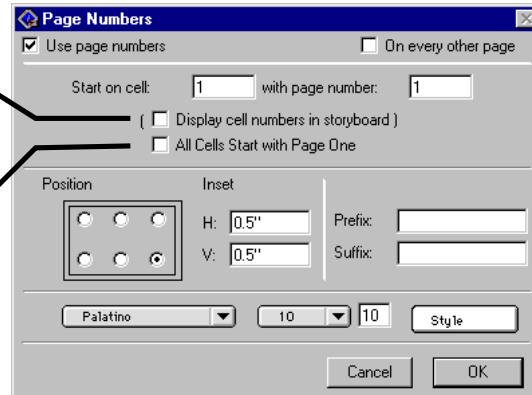 Page Numbers
Use page numbers On every other page
Start on cell: 1 with page number: 1
( Display cell numbers in storyboard )
All Cells Start with Page One
Position Inset
H: 0.5" Prefix:
V: 0.5" Suffix:
Palatino 10 10 Style
Cancel OK